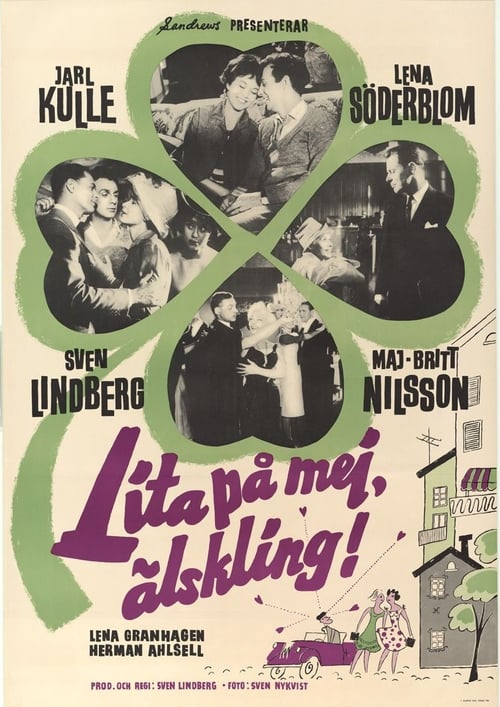 Sandrews PRESENTERAR
JARL
KULLE
LENA
SÖDERBLOM
SVEN
LINDBERG
MAJ-BRITT
NILSSON
Lita på mej,
älskling!
LENA GRANHAGEN
HERMAN AHLSELL
PROD. OCH REGI: SVEN LINDBERG - FOTO: SVEN NYKVIST